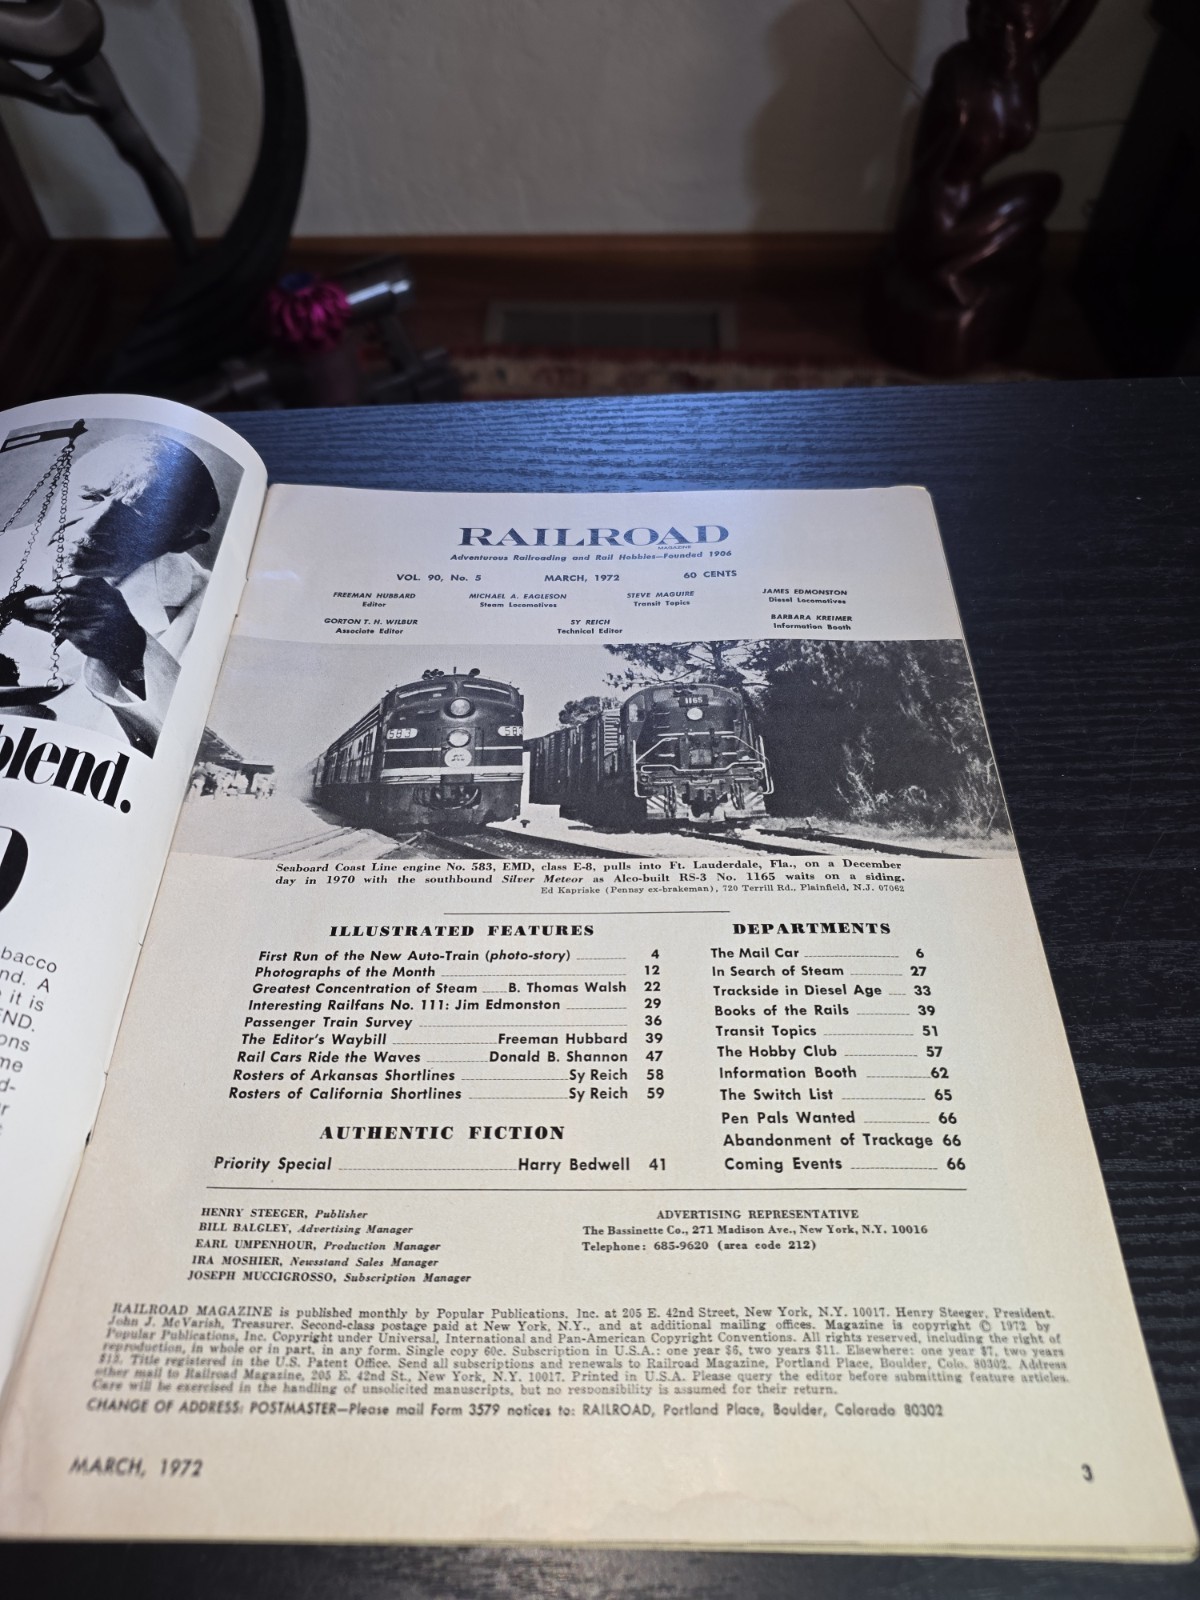 blend.
bacco
nd. A
it is
END.
ons
me
d-
r
RAILROAD
MAGAZINE
Adventurous Railroading and Rail Hobbies—Founded 1906
VOL. 90, No. 5 MARCH, 1972 60 CENTS
FREEMAN HUBBARD MICHAEL A. EAGLESON STEVE MAGUIRE JAMES EDMONSTON
Editor Steam Locomotives Transit Topics Diesel Locomotives
GORTON T. H. WILBUR SY REICH BARBARA KREIMER
Associate Editor Technical Editor Information Booth
583
583
1165
Seaboard Coast Line engine No. 583, EMD, class E-8, pulls into Ft. Lauderdale, Fla., on a December
day in 1970 with the southbound Silver Meteor as Alco-built RS-3 No. 1165 waits on a siding.
Ed Kapriske (Pennsy ex-brakeman), 720 Terrill Rd., Plainfield, N.J. 07062
ILLUSTRATED FEATURES
First Run of the New Auto-Train (photo-story) 4
Photographs of the Month 12
Greatest Concentration of Steam B. Thomas Walsh 22
Interesting Railfans No. 111: Jim Edmonston 29
Passenger Train Survey 36
The Editor's Waybill Freeman Hubbard 39
Rail Cars Ride the Waves Donald B. Shannon 47
Rosters of Arkansas Shortlines Sy Reich 58
Rosters of California Shortlines Sy Reich 59
AUTHENTIC FICTION
Priority Special Harry Bedwell 41
DEPARTMENTS
The Mail Car 6
In Search of Steam 27
Trackside in Diesel Age 33
Books of the Rails 39
Transit Topics 51
The Hobby Club 57
Information Booth 62
The Switch List 65
Pen Pals Wanted 66
Abandonment of Trackage 66
Coming Events 66
HENRY STEEGER, Publisher
BILL BALGLEY, Advertising Manager
EARL UMPENHOUR, Production Manager
IRA MOSHIER, Newsstand Sales Manager
JOSEPH MUCCIGROSSO, Subscription Manager
ADVERTISING REPRESENTATIVE
The Bassinette Co., 271 Madison Ave., New York, N.Y. 10016
Telephone: 685-9620 (area code 212)
RAILROAD MAGAZINE is published monthly by Popular Publications, Inc. at 205 E. 42nd Street, New York, N.Y. 10017. Henry Steeger, President.
John J. McVarish, Treasurer. Second-class postage paid at New York, N.Y., and at additional mailing offices. Magazine is copyright © 1972 by
Popular Publications, Inc. Copyright under Universal, International and Pan-American Copyright Conventions. All rights reserved, including the right of
reproduction, in whole or in part, in any form. Single copy 60c. Subscription in U.S.A.: one year $6, two years $11. Elsewhere: one year $7, two years
$13. Title registered in the U.S. Patent Office. Send all subscriptions and renewals to Railroad Magazine, Portland Place, Boulder, Colo. 80302. Address
other mail to Railroad Magazine, 205 E. 42nd St., New York, N.Y. 10017. Printed in U.S.A. Please query the editor before submitting feature articles.
Care will be exercised in the handling of unsolicited manuscripts, but no responsibility is assumed for their return.
CHANGE OF ADDRESS: POSTMASTER—Please mail Form 3579 notices to: RAILROAD, Portland Place, Boulder, Colorado 80302
MARCH, 1972 3